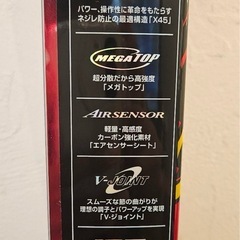 パワー、操作性に革命をもたらす
ネジレ防止の最適構造「X45」
MEGATOP
超分散だから高強度
「メガトップ」
AIRSENSOR
軽量・高感度
カーボン強化素材
「エアセンサーシート」
V-JOINT
スムーズな節の曲がりが
理想の調子とパワーアップを実現
「V-ジョイント」